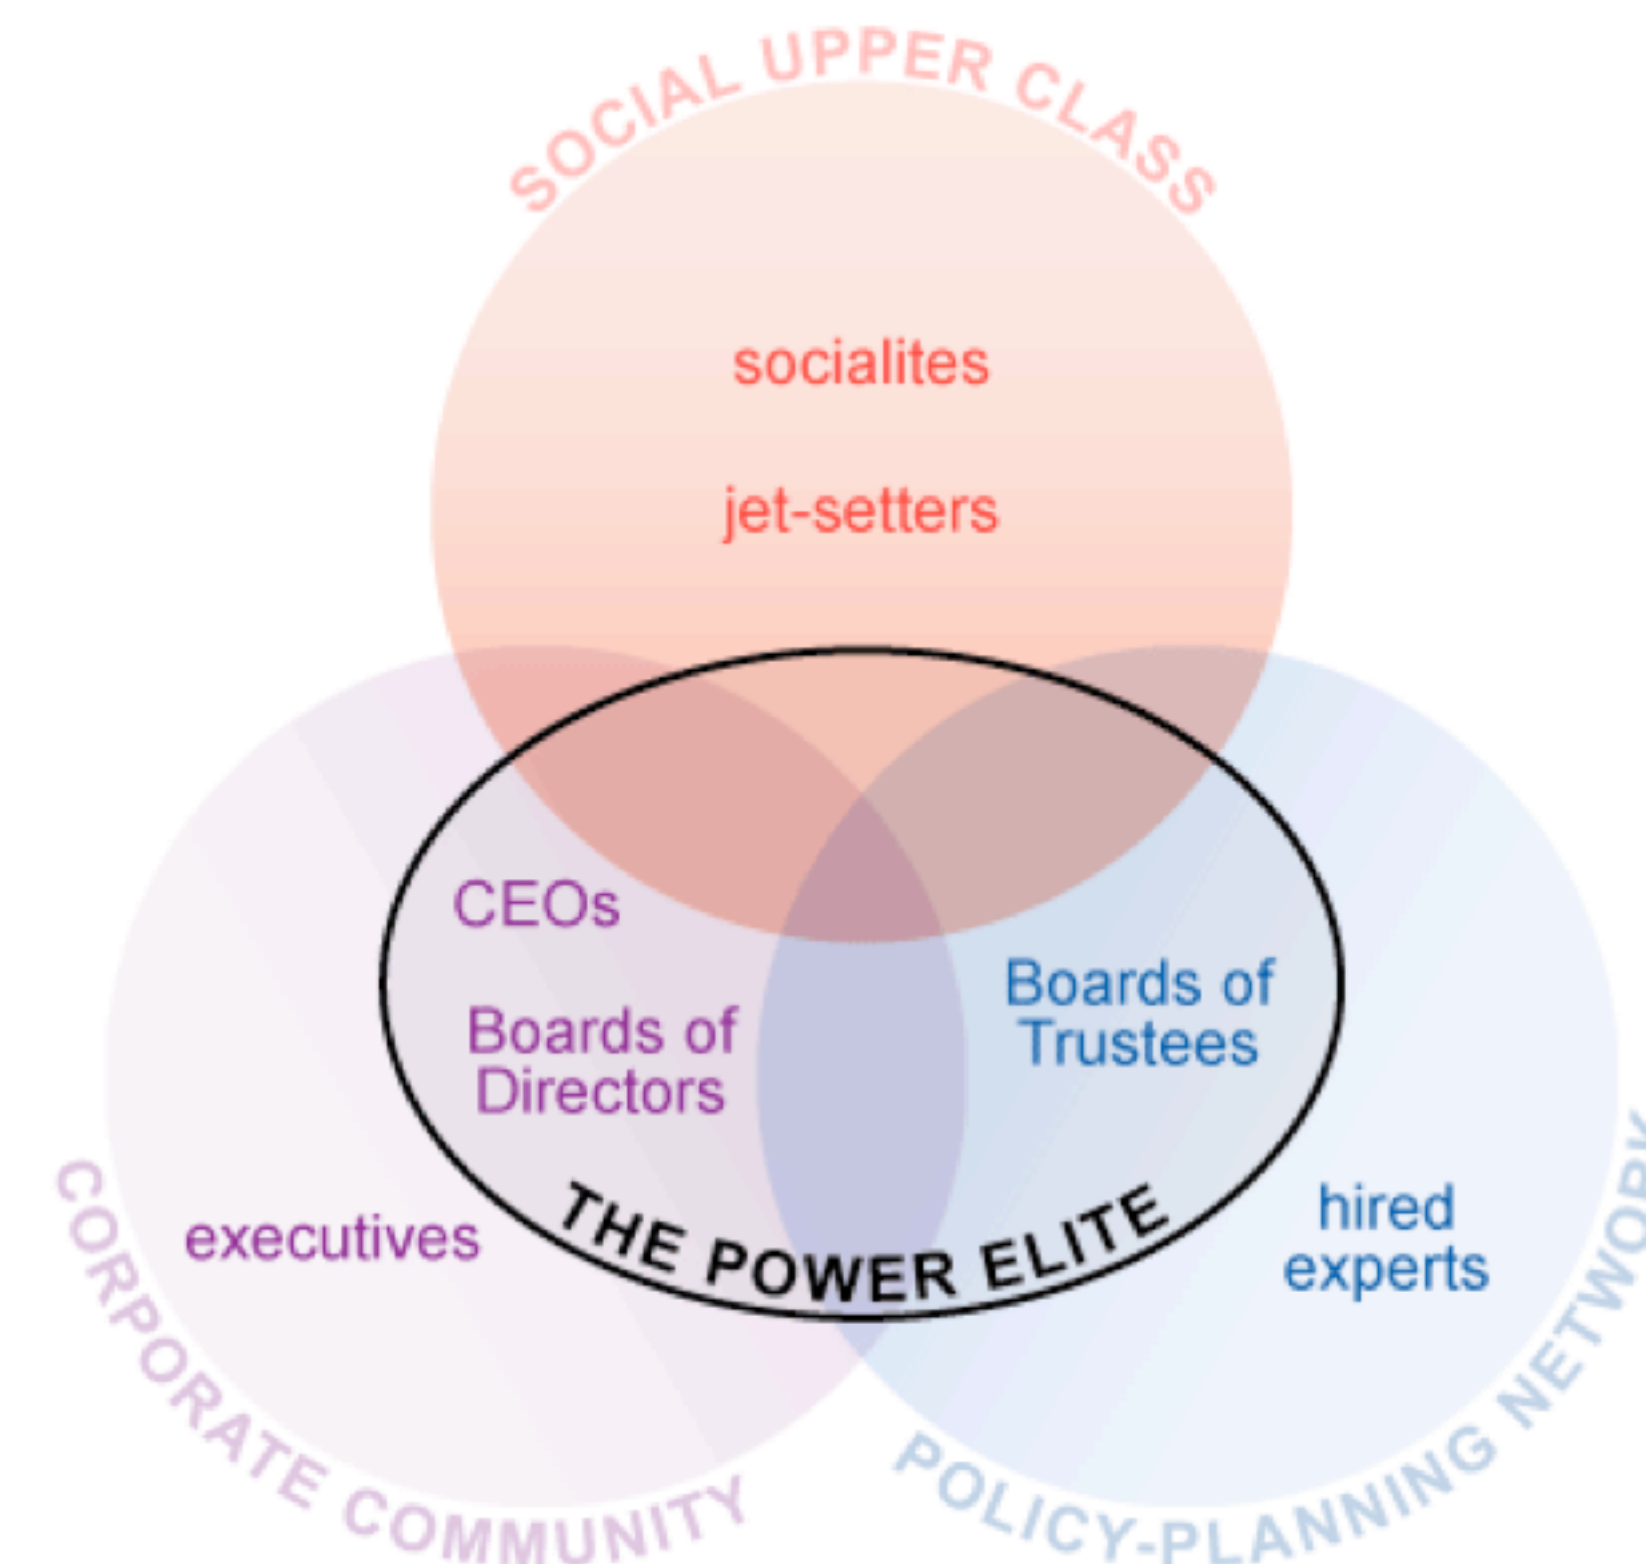 SOCIAL UPPER CLASS
socialites
jet-setters
CEOs
Boards of
Directors
Boards of
Trustees
THE POWER ELITE
executives
hired
experts
CORPORATE COMMUNITY
POLICY-PLANNING NETWORK